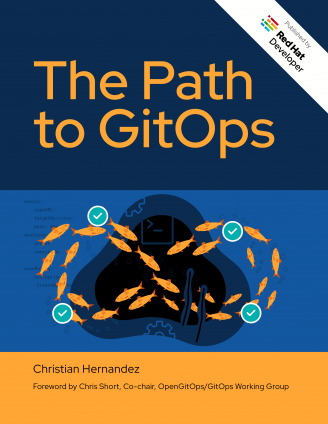 Published by
Red Hat
Developer
The Path
to GitOps
Christian Hernandez
Foreword by Chris Short, Co-chair, OpenGitOps/GitOps Working Group